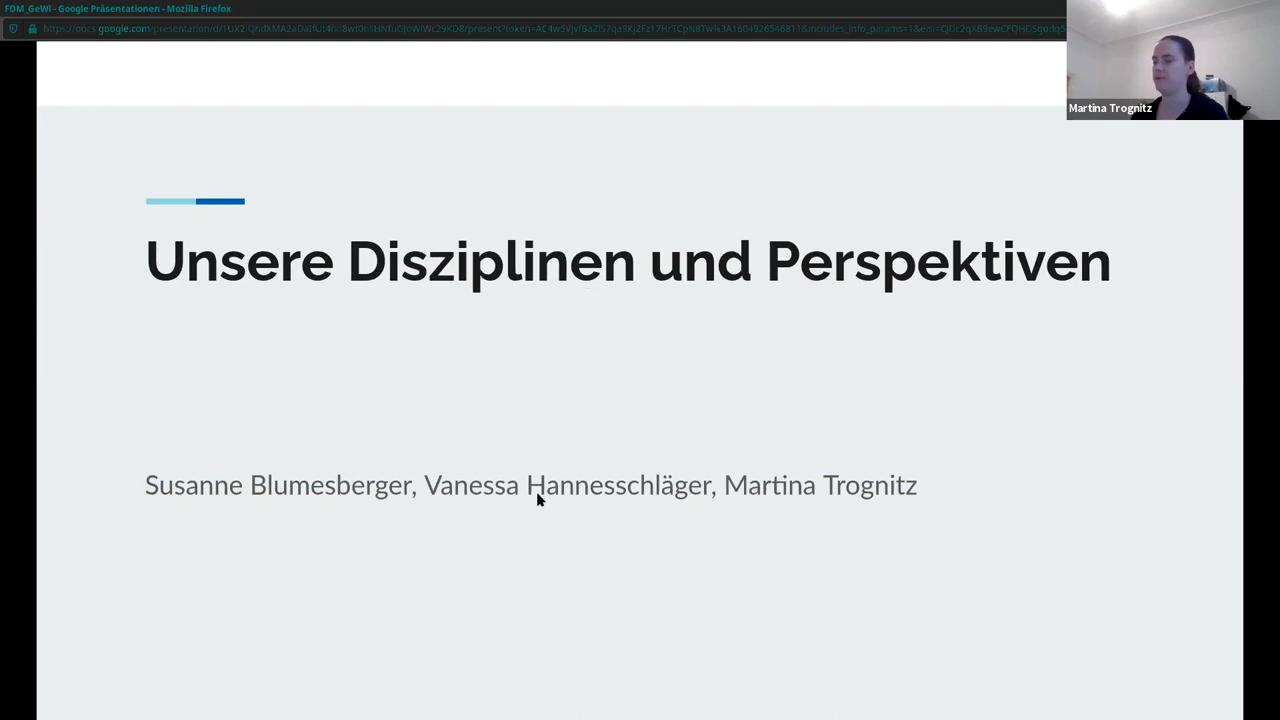 FDM_GeWi - Google Präsentationen - Mozilla Firefox
Martina Trognitz
Unsere Disziplinen und Perspektiven
Susanne Blumesberger, Vanessa Hannesschläger, Martina Trognitz